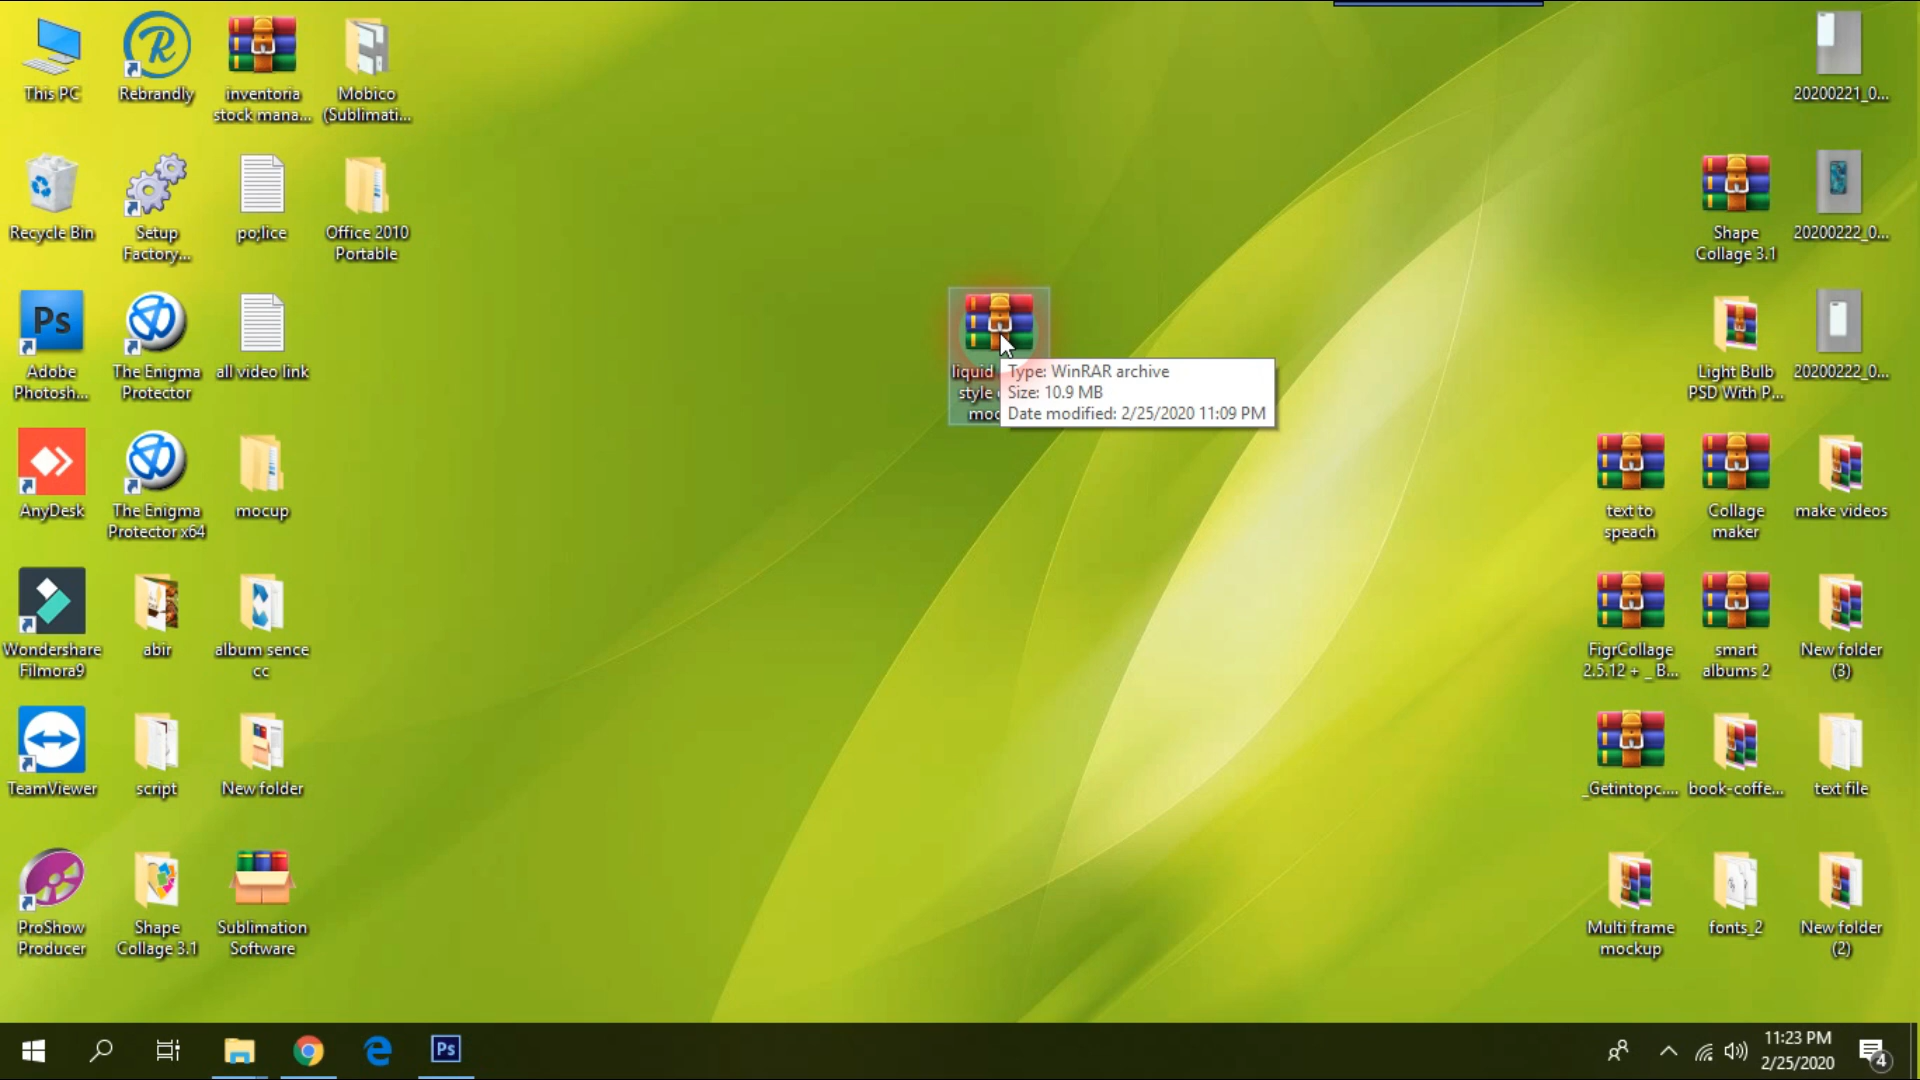 This PC
Rebrandly
inventoria
stock mana...
Mobico
(Sublimati...
20200221_0...
Recycle Bin
Setup
Factory...
po;lice
Office 2010
Portable
Shape
Collage 3.1
20200222_0...
Ps
Adobe
Photosh...
The Enigma
Protector
all video link
liquid
style
moc
Type: WinRAR archive
Size: 10.9 MB
Date modified: 2/25/2020 11:09 PM
Light Bulb
PSD With P...
20200222_0...
AnyDesk
The Enigma
Protector x64
mocup
text to
speach
Collage
maker
make videos
Wondershare
Filmora9
abir
album sence
cc
FigrCollage
2.5.12 + _ B...
smart
albums 2
New folder
(3)
TeamViewer
script
New folder
_Getintopc....
book-coffe...
text file
ProShow
Producer
Shape
Collage 3.1
Sublimation
Software
Multi frame
mockup
fonts_2
New folder
(2)
Ps
11:23 PM
2/25/2020
4